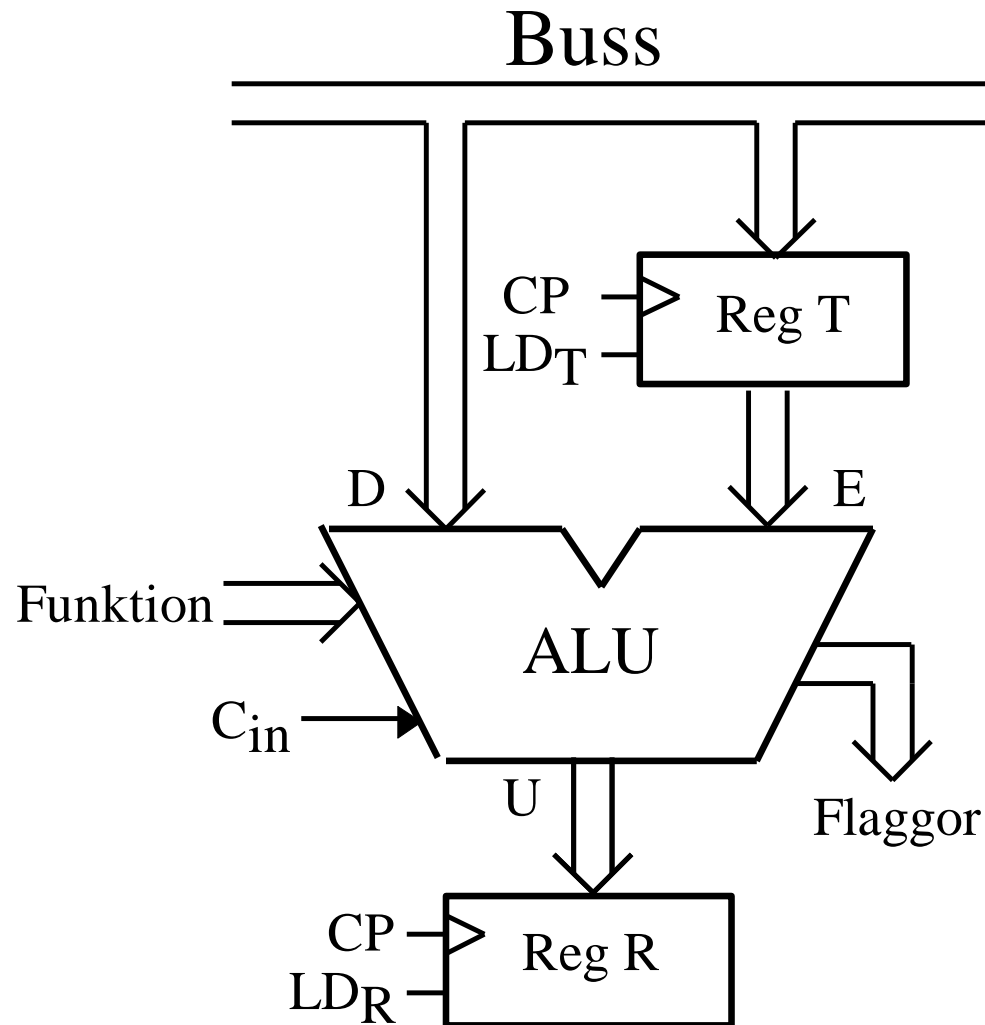 Buss
CP
Reg T
LDT
D
E
Funktion
ALU
Cin
U
Flaggor
CP
Reg R
LDR